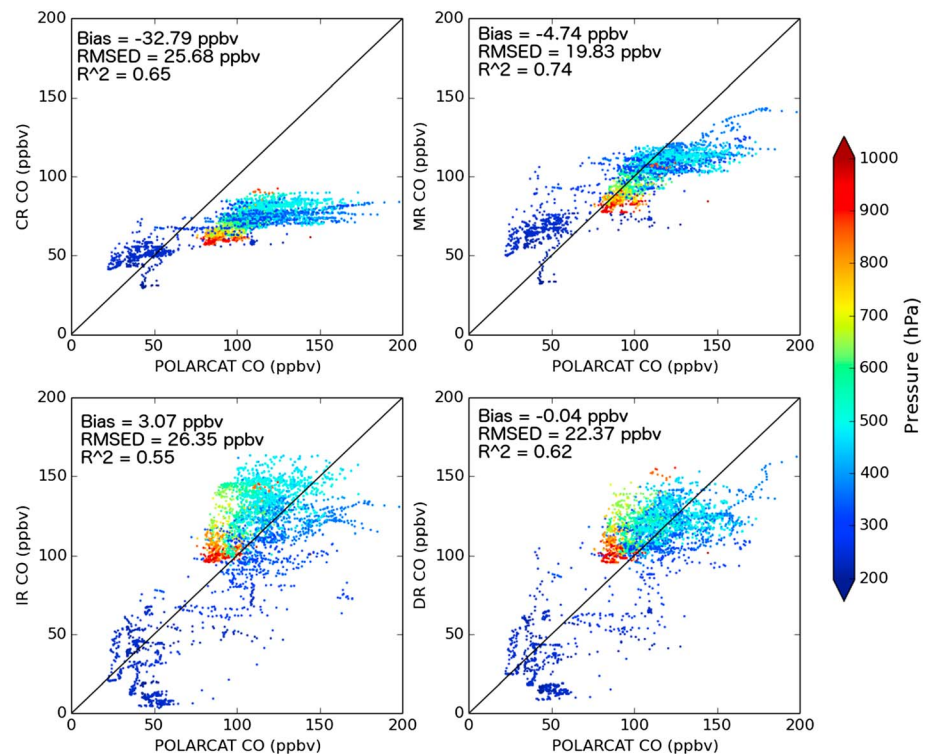 Bias = -32.79 ppbv
RMSED = 25.68 ppbv
R^2 = 0.65
200
150
100
50
0
CR CO (ppbv)
0 50 100 150 200
POLARCAT CO (ppbv)
Bias = -4.74 ppbv
RMSED = 19.83 ppbv
R^2 = 0.74
200
150
100
50
0
MR CO (ppbv)
0 50 100 150 200
POLARCAT CO (ppbv)
Bias = 3.07 ppbv
RMSED = 26.35 ppbv
R^2 = 0.55
200
150
100
50
0
IR CO (ppbv)
0 50 100 150 200
POLARCAT CO (ppbv)
Bias = -0.04 ppbv
RMSED = 22.37 ppbv
R^2 = 0.62
200
150
100
50
0
DR CO (ppbv)
0 50 100 150 200
POLARCAT CO (ppbv)
1000
900
800
700
600
500
400
300
200
Pressure (hPa)